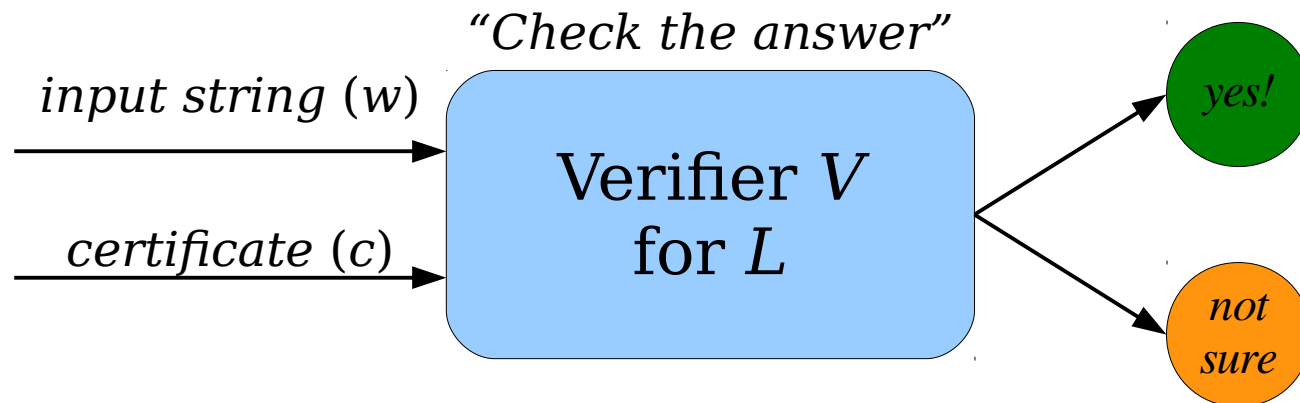 “Check the answer”
input string (w)
certificate (c)
Verifier V
for L
yes!
not
sure